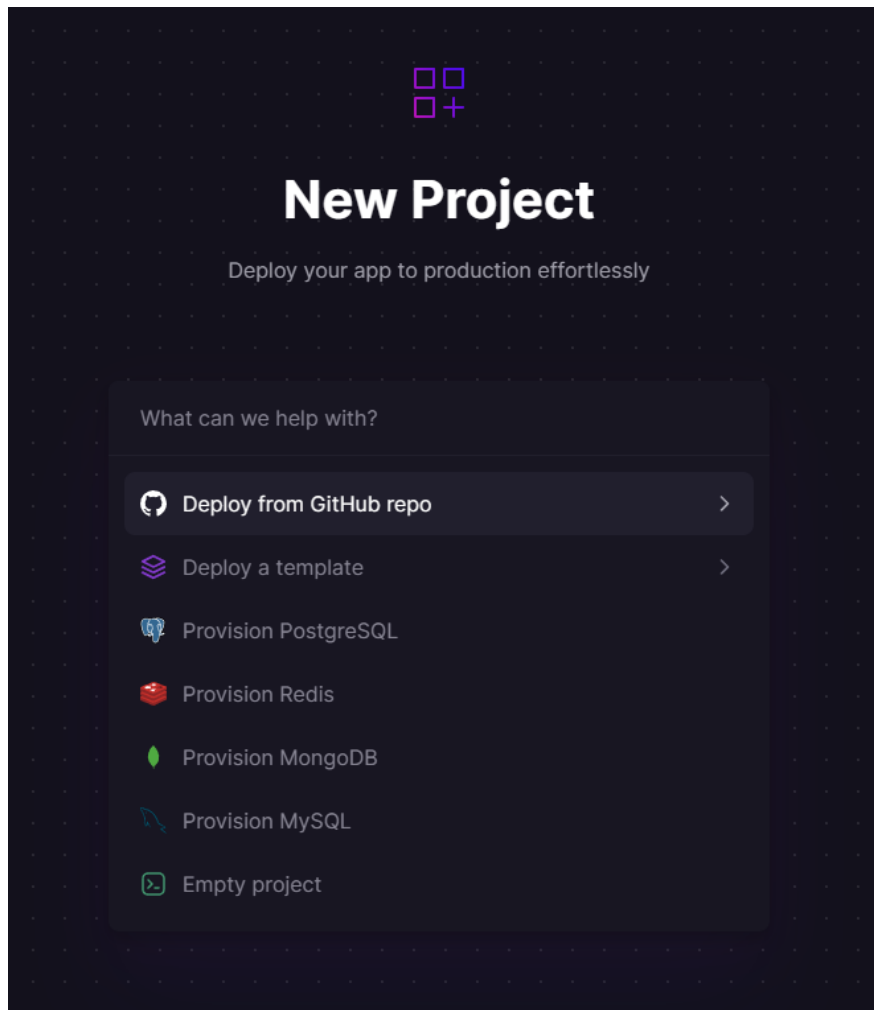 New Project
Deploy your app to production effortlessly
What can we help with?
Deploy from GitHub repo
Deploy a template
Provision PostgreSQL
Provision Redis
Provision MongoDB
Provision MySQL
Empty project